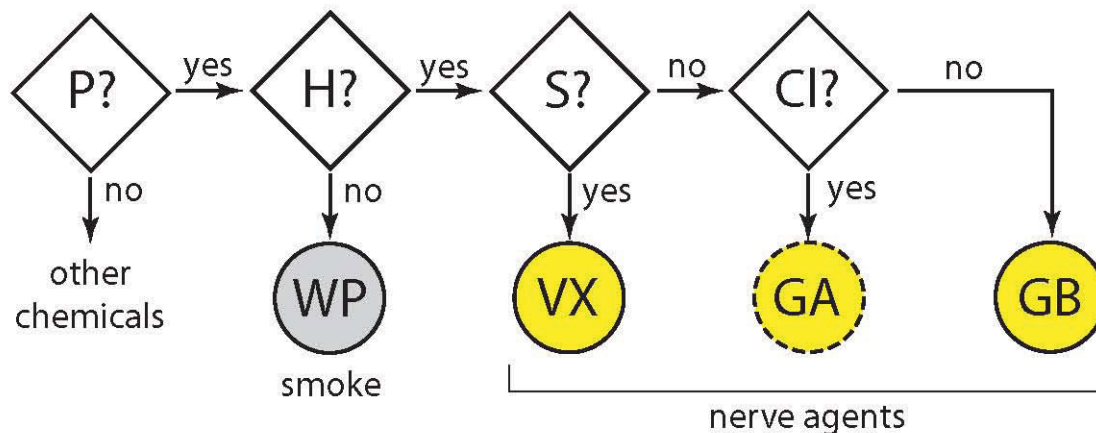 P?
yes
H?
yes
S?
no
Cl?
no
no
no
yes
yes
other
chemicals
WP
VX
GA
GB
smoke
nerve agents